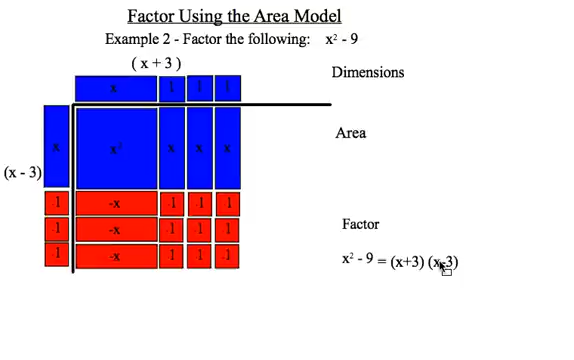 Factor Using the Area Model
Example 2 - Factor the following: x² - 9
( x + 3 )
Dimensions
x 1 1 1
Area
x x² x x x
(x - 3)
-1 -x -1 -1 -1
-1 -x -1 -1 -1
-1 -x -1 -1 -1
Factor
x² - 9 = (x+3) (x-3)